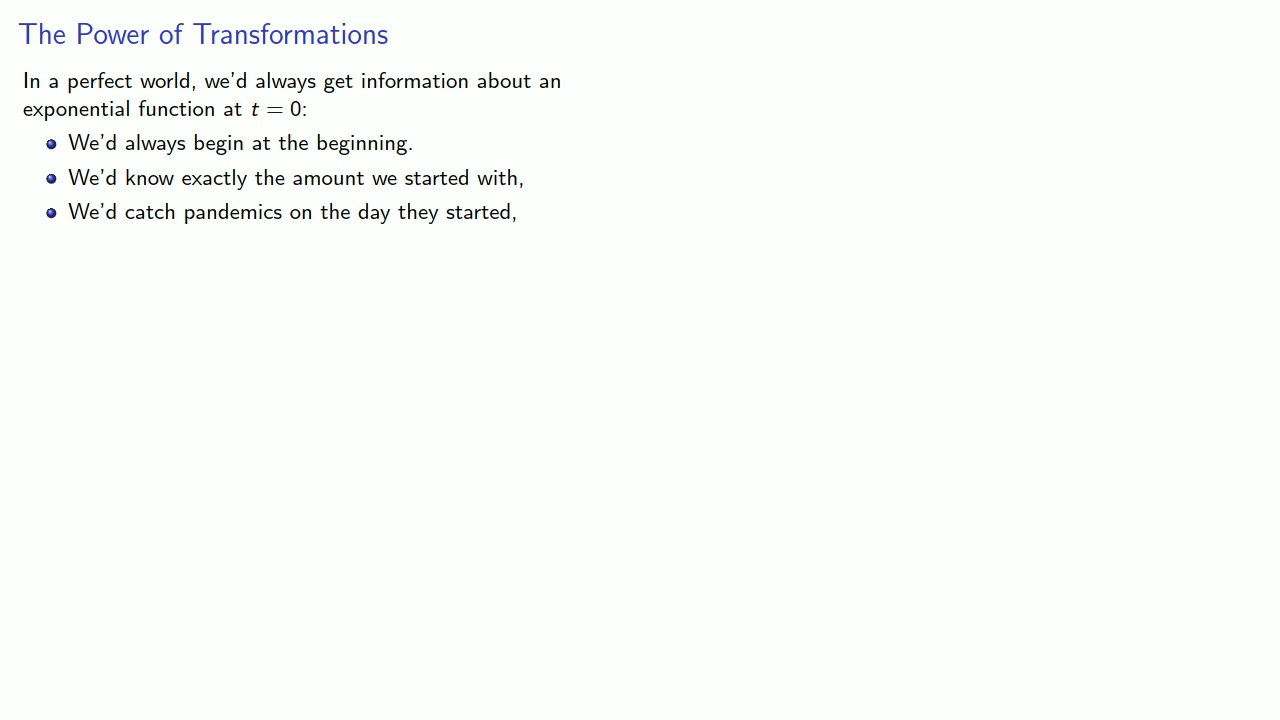 The Power of Transformations
In a perfect world, we'd always get information about an
exponential function at t = 0:
We'd always begin at the beginning.
We'd know exactly the amount we started with,
We'd catch pandemics on the day they started,